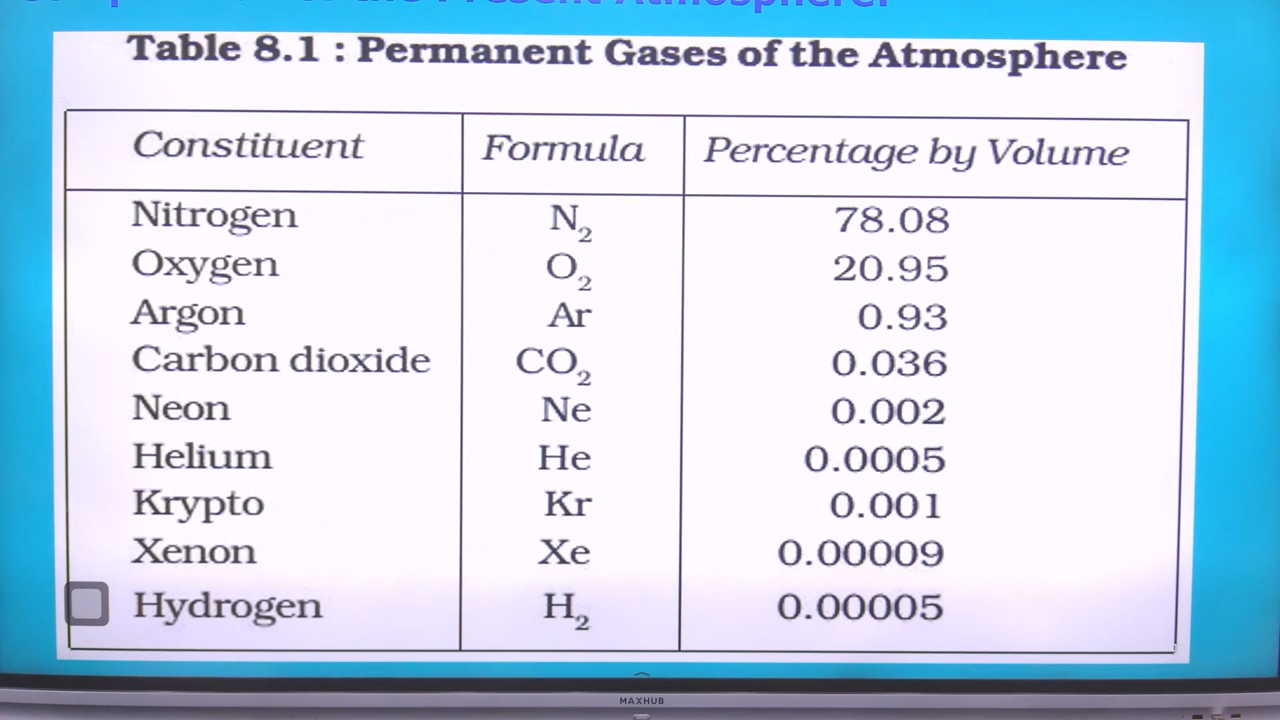 Present Atmosphere:
Table 8.1 : Permanent Gases of the Atmosphere
Constituent Formula Percentage by Volume
Nitrogen N₂ 78.08
Oxygen O₂ 20.95
Argon Ar 0.93
Carbon dioxide CO₂ 0.036
Neon Ne 0.002
Helium He 0.0005
Krypto Kr 0.001
Xenon Xe 0.00009
Hydrogen H₂ 0.00005
MAXHUB